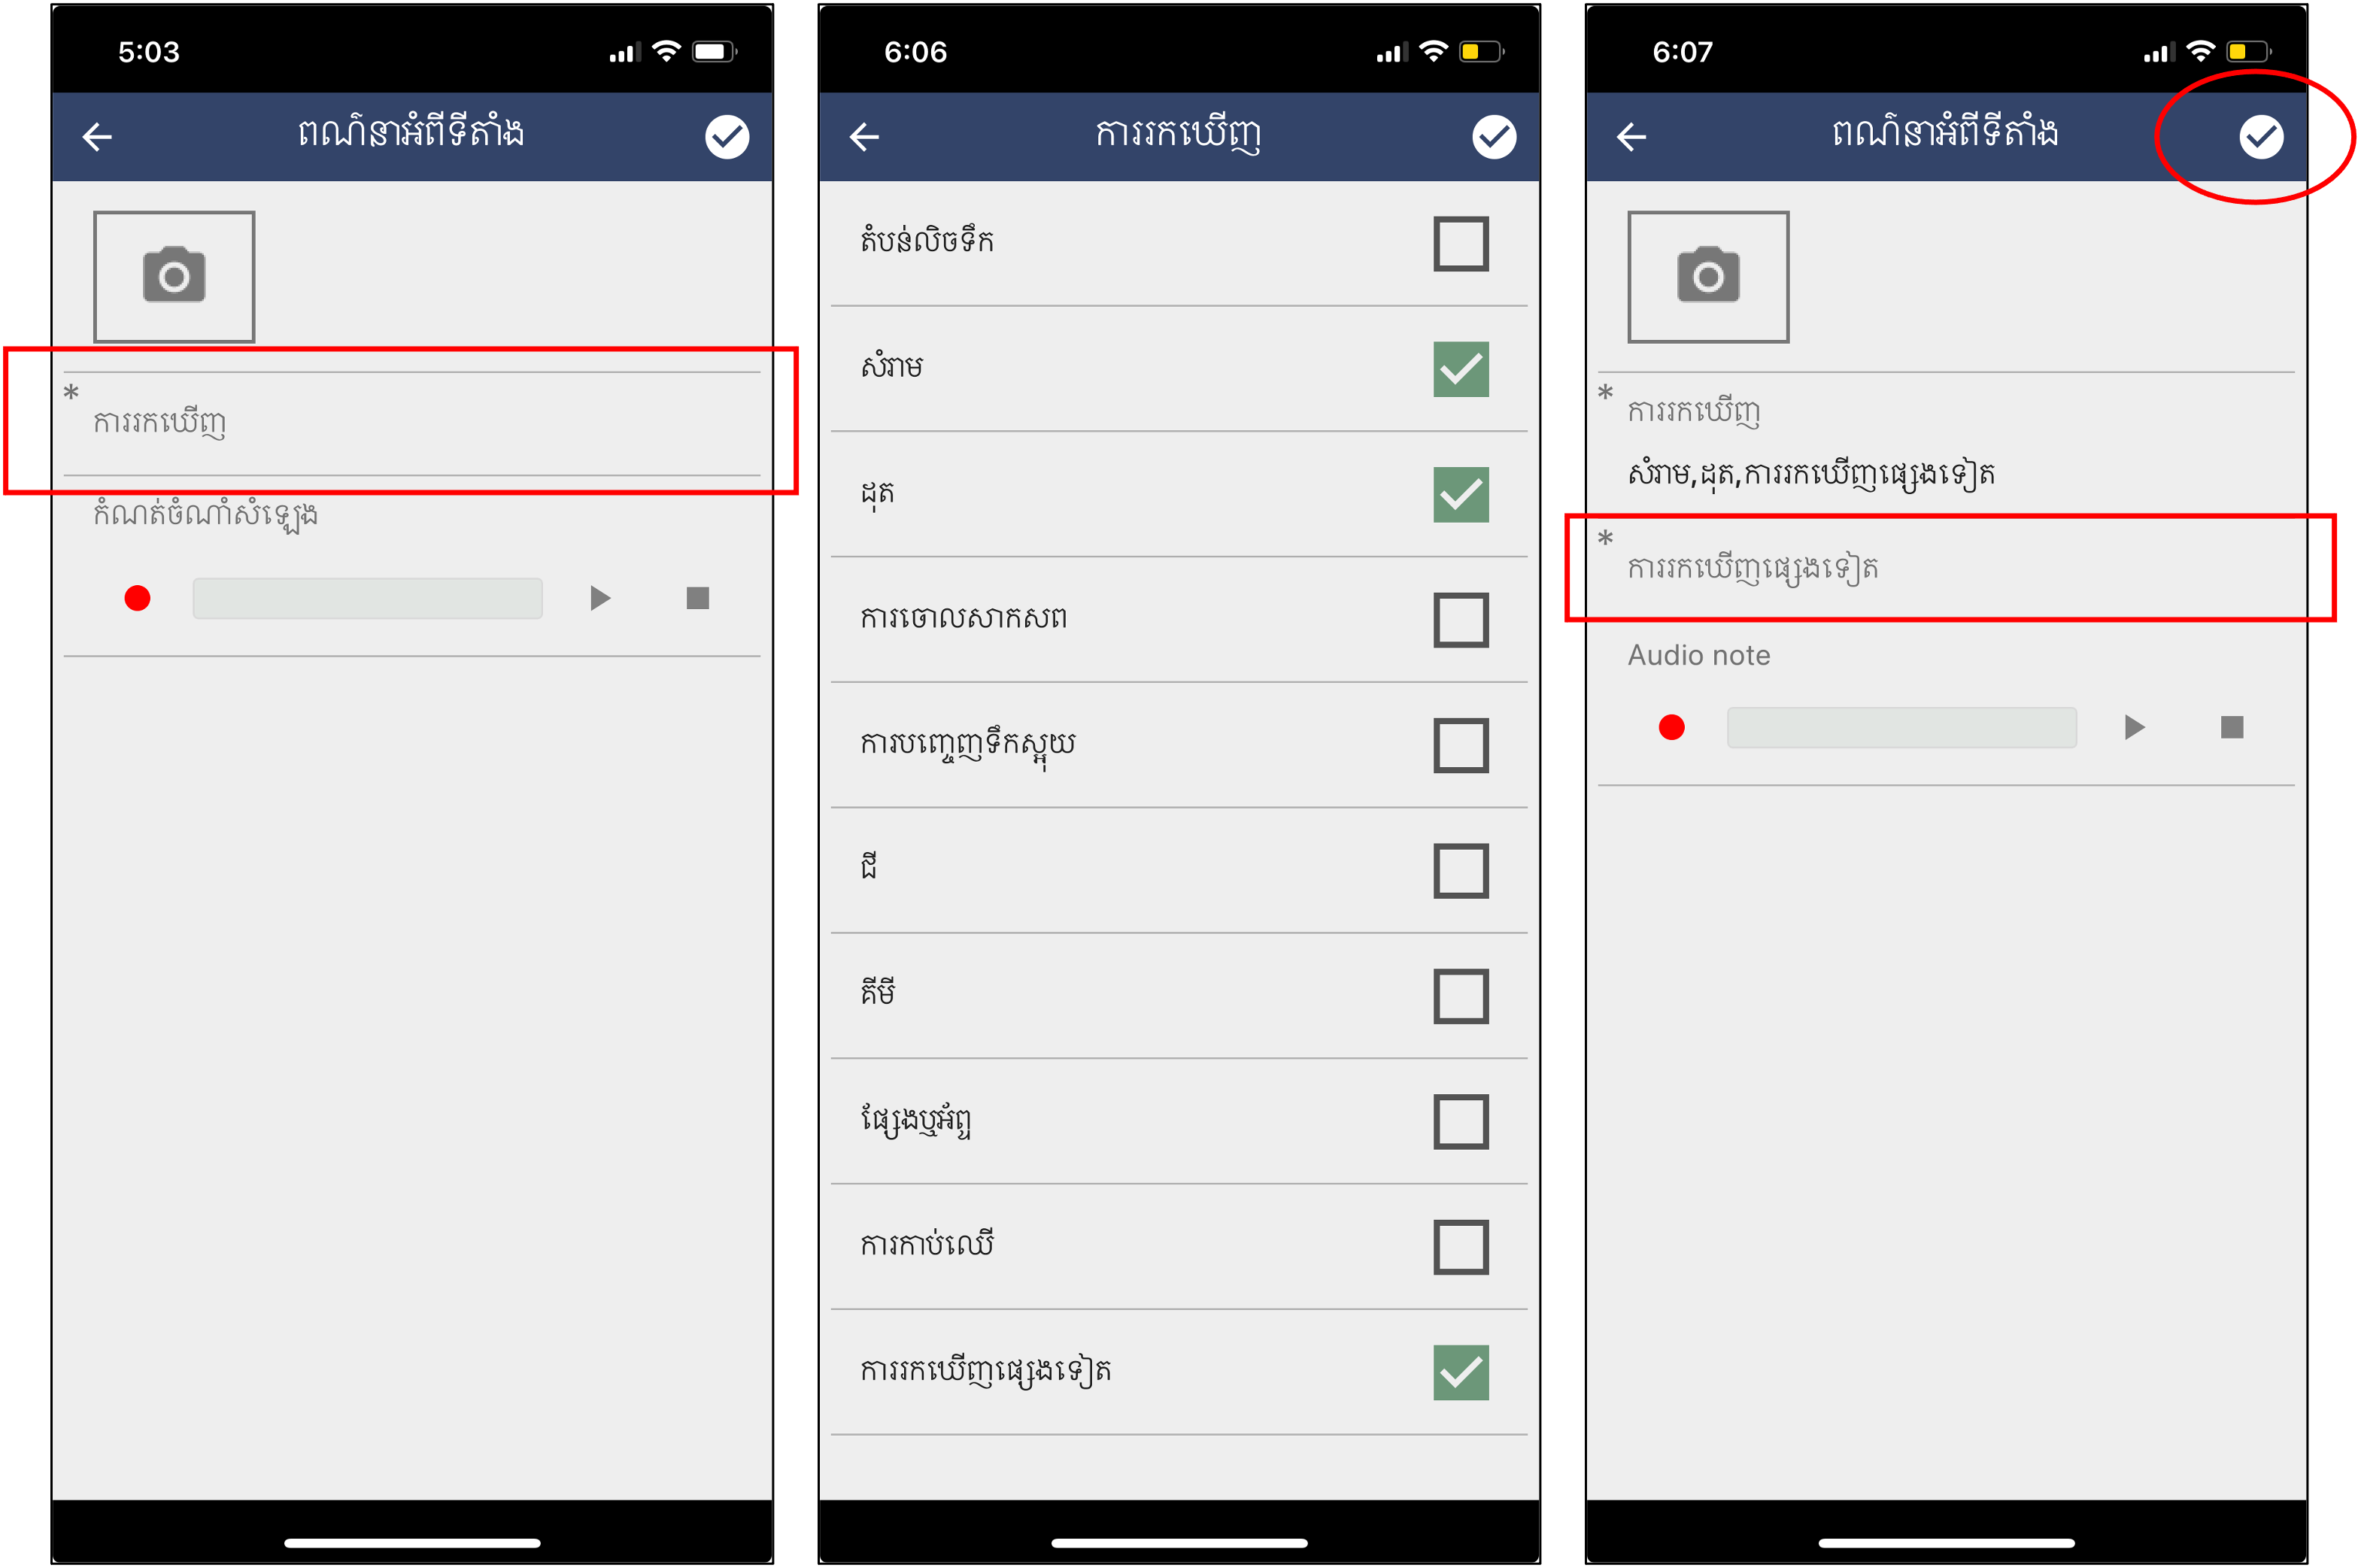 5:03
ពណ៌នាអំពីទីតាំង
*
ការរកឃើញ
កំណត់ចំណាំសំឡេង
6:06
ការរកឃើញ
តំបន់លិចទឹក
សំរាម
ដុត
ការចោលសាកសព
ការបញ្ចេញទឹកស្អុយ
ជី
គីមី
ផ្សែងឬអ័ព្ទ
ការកាប់ឈើ
ការរកឃើញផ្សេងទៀត
6:07
ពណ៌នាអំពីទីតាំង
*
ការរកឃើញ
សំរាម,ដុត,ការរកឃើញផ្សេងទៀត
*
ការរកឃើញផ្សេងទៀត
Audio note